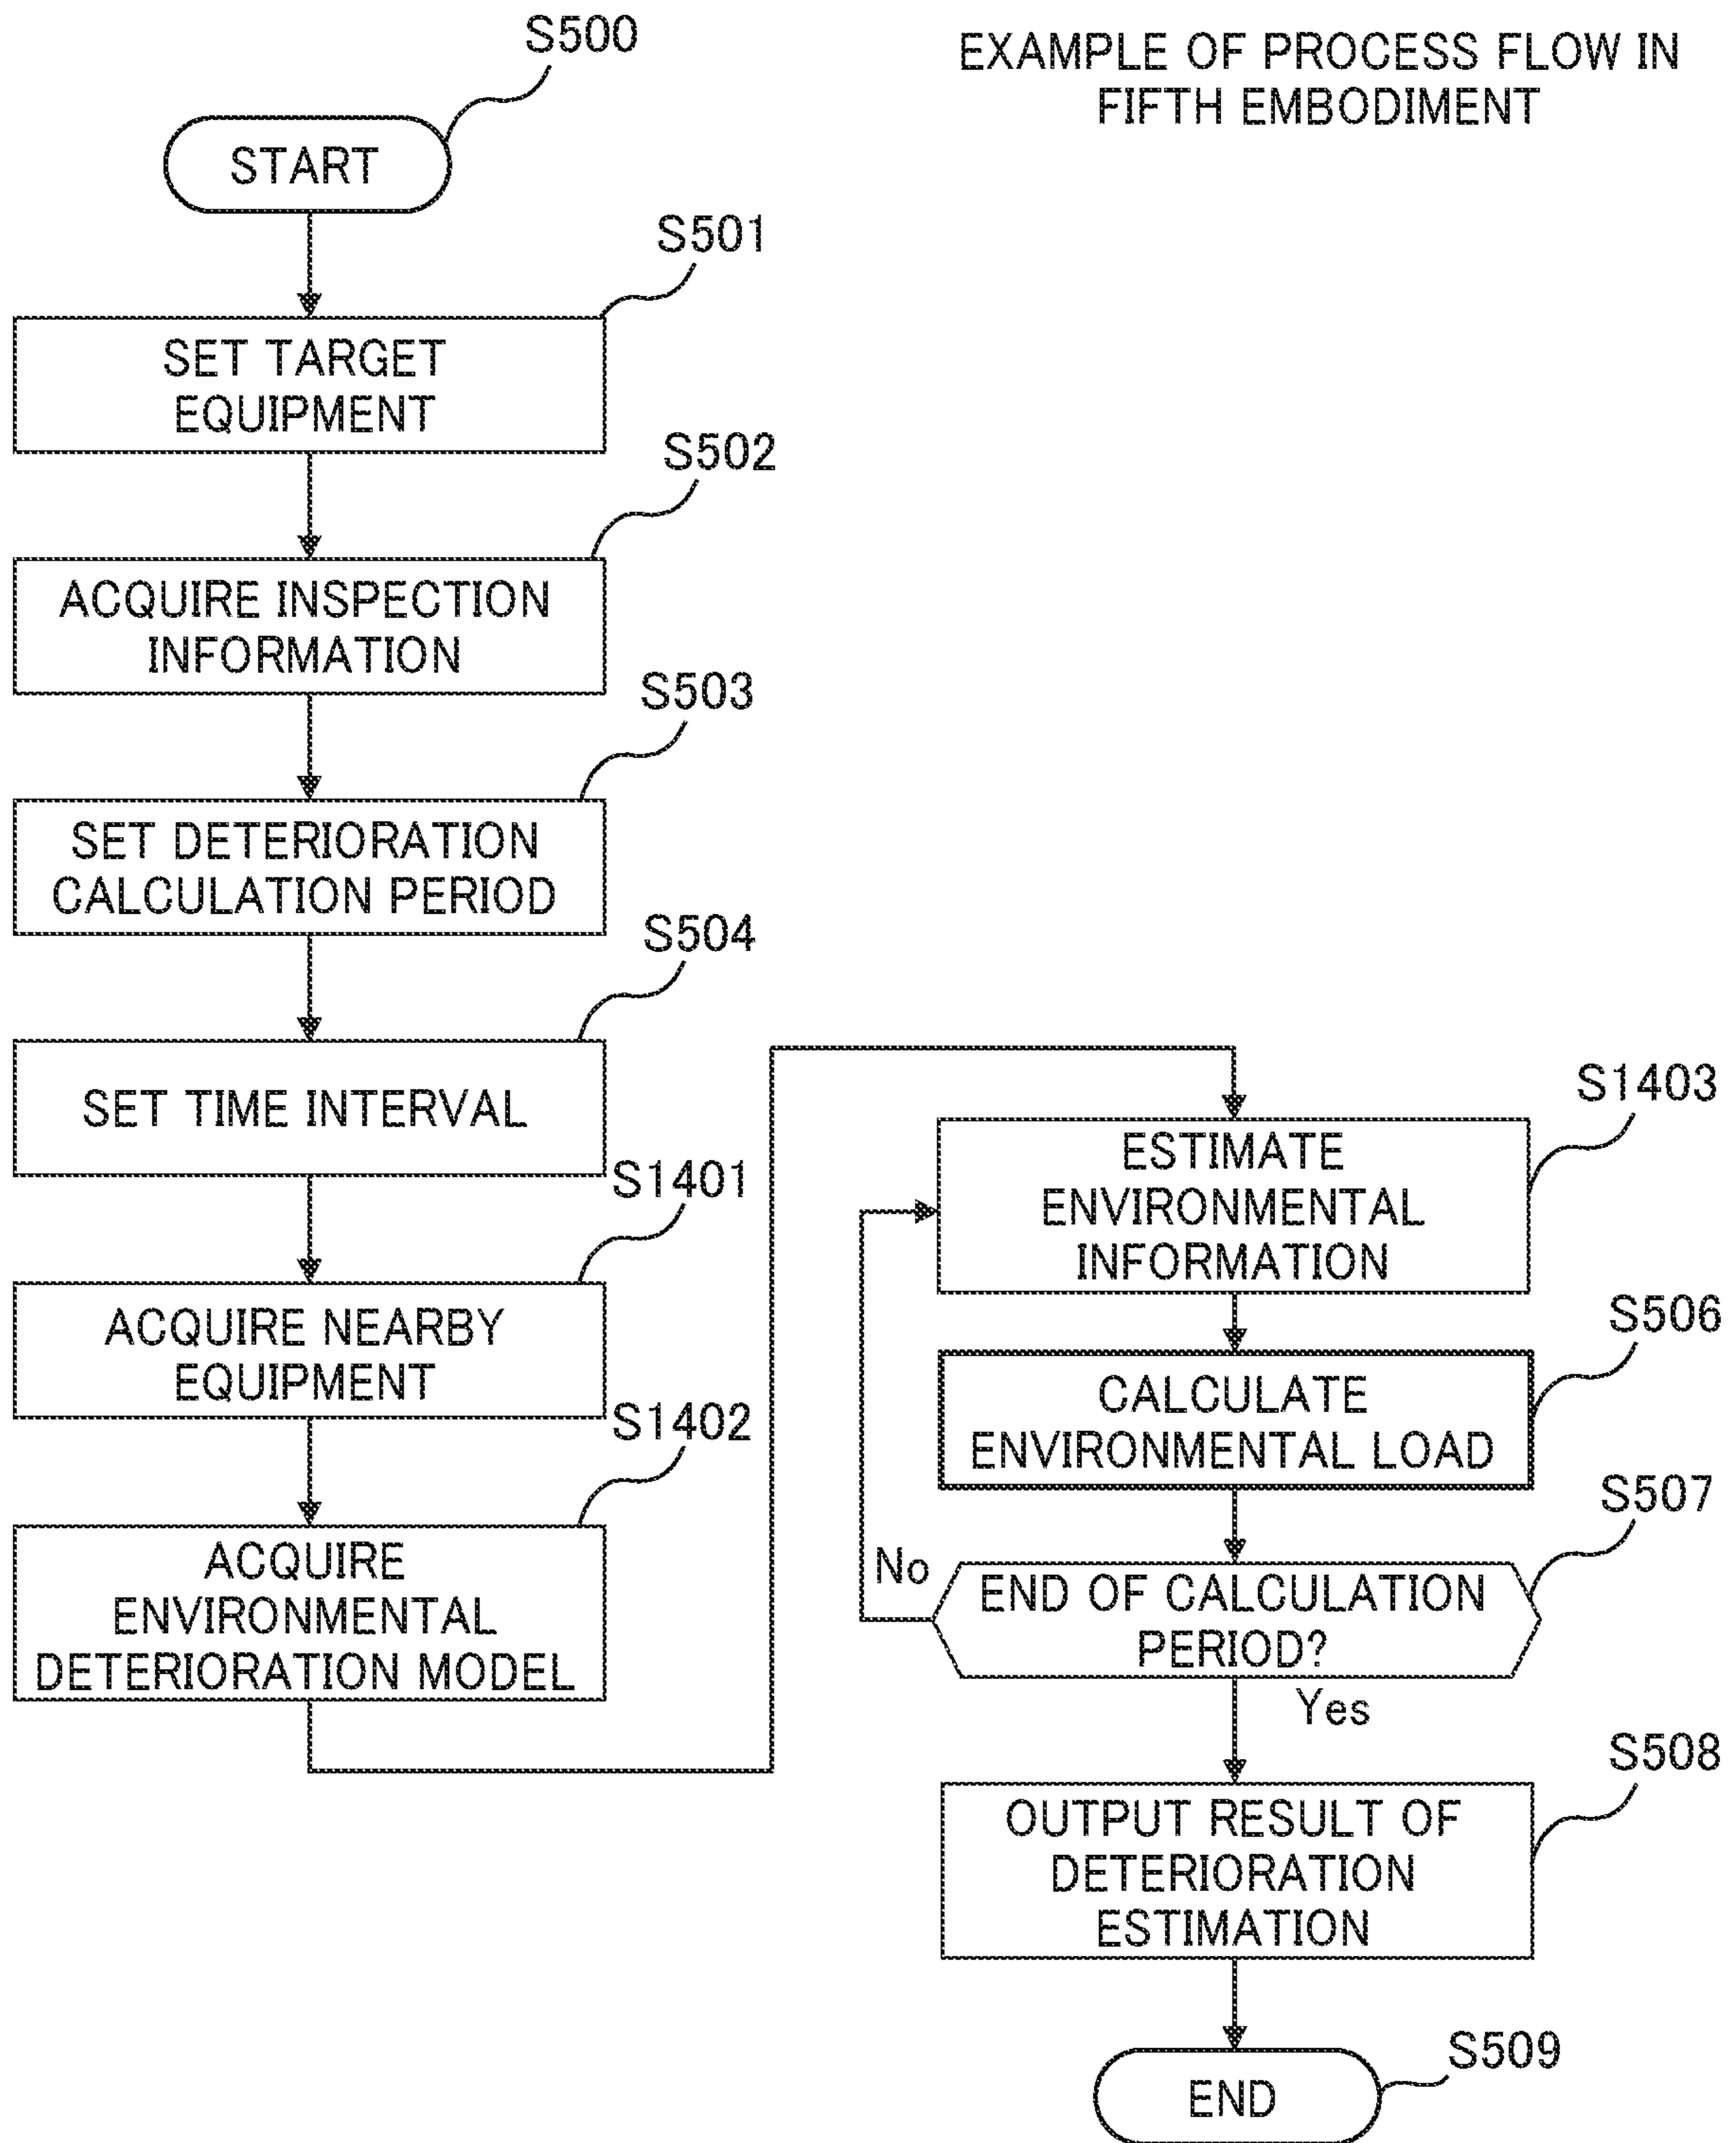 EXAMPLE OF PROCESS FLOW IN
FIFTH EMBODIMENT
S500
START
S501
SET TARGET
EQUIPMENT
S502
ACQUIRE INSPECTION
INFORMATION
S503
SET DETERIORATION
CALCULATION PERIOD
S504
SET TIME INTERVAL
S1401
ACQUIRE NEARBY
EQUIPMENT
S1402
ACQUIRE
ENVIRONMENTAL
DETERIORATION MODEL
S1403
ESTIMATE
ENVIRONMENTAL
INFORMATION
S506
CALCULATE
ENVIRONMENTAL LOAD
S507
No
END OF CALCULATION
PERIOD?
Yes
S508
OUTPUT RESULT OF
DETERIORATION
ESTIMATION
S509
END